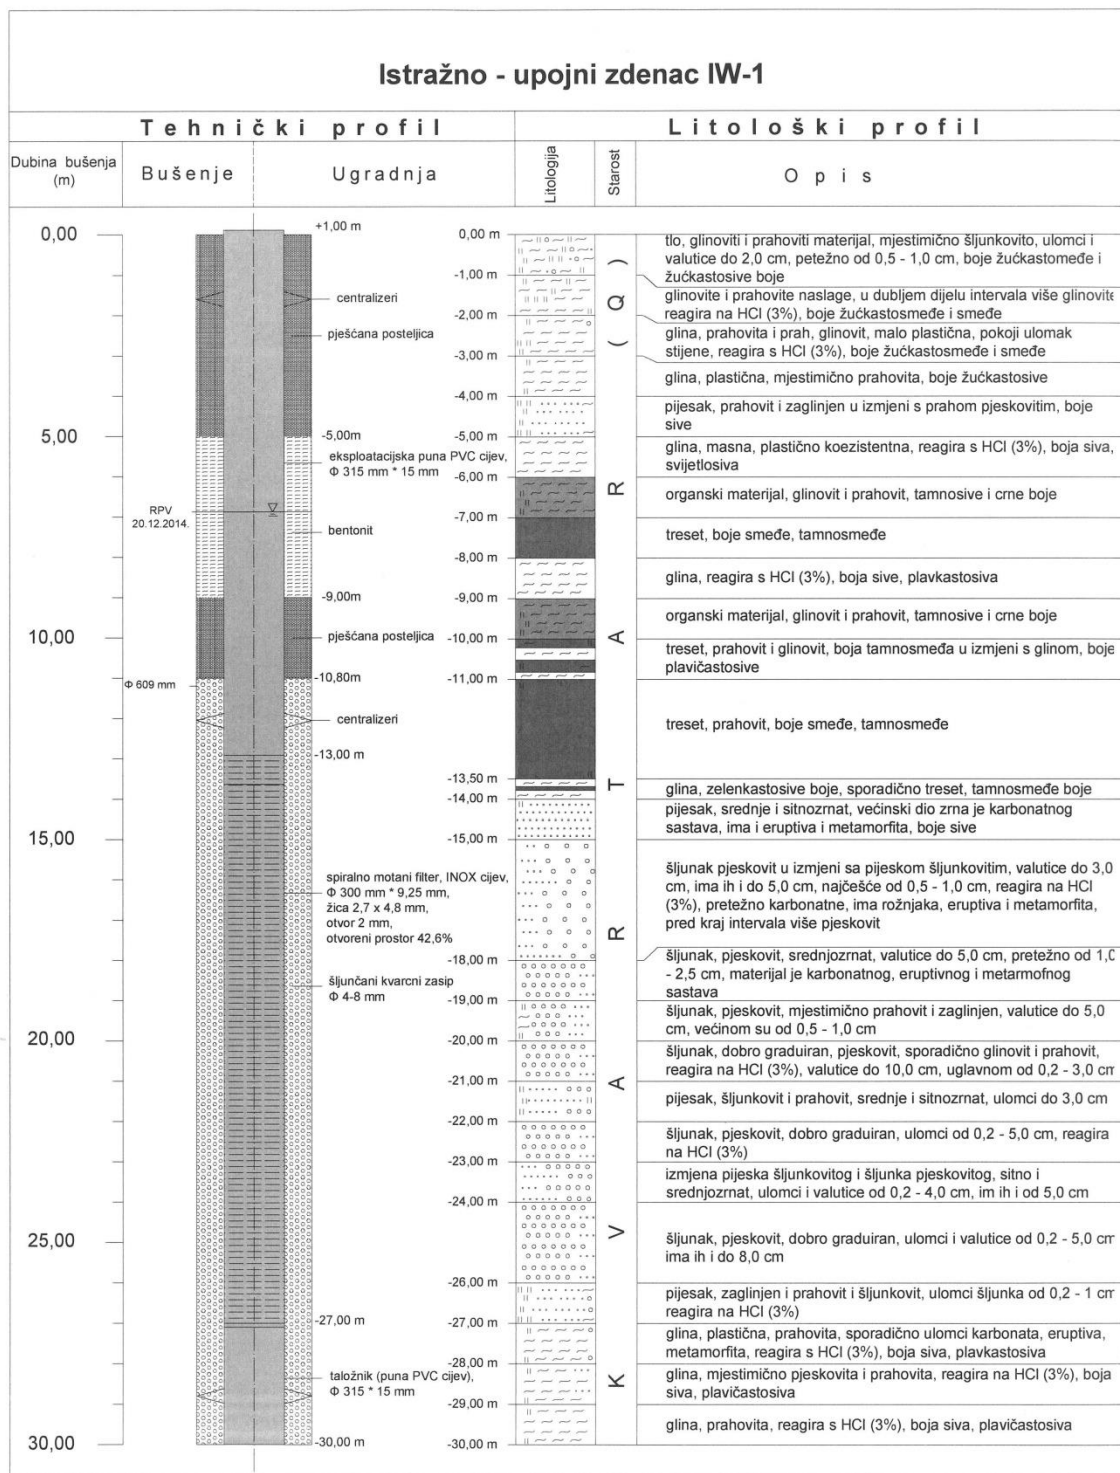 Istražno - upojni zdenac IW-1
Tehnički profil
Litološki profil
Dubina bušenja
(m)
Bušenje
Ugradnja
Litologija
Starost
Opis
0,00
5,00
10,00
15,00
20,00
25,00
30,00
+1,00 m
centralizeri
pješčana posteljica
-5,00m
eksploatacijska puna PVC cijev,
Φ 315 mm * 15 mm
RPV
20.12.2014.
bentonit
-9,00m
pješčana posteljica
-10,80m
Φ 609 mm
centralizeri
-13,00 m
spiralno motani filter, INOX cijev,
Φ 300 mm * 9,25 mm,
žica 2,7 x 4,8 mm,
otvor 2 mm,
otvoreni prostor 42,6%
šljunčani kvarcni zasip
Φ 4-8 mm
-27,00 m
taložnik (puna PVC cijev),
Φ 315 * 15 mm
-30,00 m
0,00 m
-1,00 m
-2,00 m
-3,00 m
-4,00 m
-5,00 m
-6,00 m
-7,00 m
-8,00 m
-9,00 m
-10,00 m
-11,00 m
-13,50 m
-14,00 m
-15,00 m
-18,00 m
-19,00 m
-20,00 m
-21,00 m
-22,00 m
-23,00 m
-24,00 m
-26,00 m
-27,00 m
-28,00 m
-29,00 m
-30,00 m
KVARTAR (Q)
tlo, glinoviti i prahoviti materijal, mjestimično šljunkovito, ulomci i
valutice do 2,0 cm, petežno od 0,5 - 1,0 cm, boje žućkastomeđe i
žućkastosive boje
glinovite i prahovite naslage, u dubljem dijelu intervala više glinovite
reagira na HCl (3%), boje žućkastosmeđe i smeđe
glina, prahovita i prah, glinovit, malo plastična, pokoji ulomak
stijene, reagira s HCl (3%), boje žućkastosmeđe i smeđe
glina, plastična, mjestimično prahovita, boje žućkastosive
pijesak, prahovit i zaglinjen u izmjeni s prahom pjeskovitim, boje
sive
glina, masna, plastično koezistentna, reagira s HCl (3%), boja siva,
svijetlosiva
organski materijal, glinovit i prahovit, tamnosive i crne boje
treset, boje smeđe, tamnosmeđe
glina, reagira s HCl (3%), boja sive, plavkastosiva
organski materijal, glinovit i prahovit, tamnosive i crne boje
treset, prahovit i glinovit, boja tamnosmeđa u izmjeni s glinom, boje
plavičastosive
treset, prahovit, boje smeđe, tamnosmeđe
glina, zelenkastosive boje, sporadično treset, tamnosmeđe boje
pijesak, srednje i sitnozrnat, većinski dio zrna je karbonatnog
sastava, ima i eruptiva i metamorfita, boje sive
šljunak pjeskovit u izmjeni sa pijeskom šljunkovitim, valutice do 3,0
cm, ima ih i do 5,0 cm, najčešće od 0,5 - 1,0 cm, reagira na HCl
(3%), pretežno karbonatne, ima rožnjaka, eruptiva i metamorfita,
pred kraj intervala više pjeskovit
šljunak, pjeskovit, srednjozrnat, valutice do 5,0 cm, pretežno od 1,0
- 2,5 cm, materijal je karbonatnog, eruptivnog i metarmofnog
sastava
šljunak, pjeskovit, mjestimično prahovit i zaglinjen, valutice do 5,0
cm, većinom su od 0,5 - 1,0 cm
šljunak, dobro graduiran, pjeskovit, sporadično glinovit i prahovit,
reagira na HCl (3%), valutice do 10,0 cm, uglavnom od 0,2 - 3,0 cm
pijesak, šljunkovit i prahovit, srednje i sitnozrnat, ulomci do 3,0 cm
šljunak, pjeskovit, dobro graduiran, ulomci od 0,2 - 5,0 cm, reagira
na HCl (3%)
izmjena pijeska šljunkovitog i šljunka pjeskovitog, sitno i
srednjozrnat, ulomci i valutice od 0,2 - 4,0 cm, im ih i od 5,0 cm
šljunak, pjeskovit, dobro graduiran, ulomci i valutice od 0,2 - 5,0 cm
ima ih i do 8,0 cm
pijesak, zaglinjen i prahovit i šljunkovit, ulomci šljunka od 0,2 - 1 cm
reagira na HCl (3%)
glina, plastična, prahovita, sporadično ulomci karbonata, eruptiva,
metamorfita, reagira s HCl (3%), boja siva, plavkastosiva
glina, mjestimično pjeskovita i prahovita, reagira na HCl (3%), boja
siva, plavičastosiva
glina, prahovita, reagira s HCl (3%), boja siva, plavičastosiva